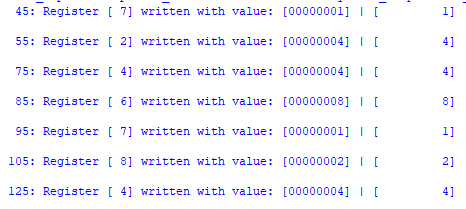 45: Register [ 7] written with value: [00000001] | [          1]
55: Register [ 2] written with value: [00000004] | [          4]
75: Register [ 4] written with value: [00000004] | [          4]
85: Register [ 6] written with value: [00000008] | [          8]
95: Register [ 7] written with value: [00000001] | [          1]
105: Register [ 8] written with value: [00000002] | [          2]
125: Register [ 4] written with value: [00000004] | [          4]